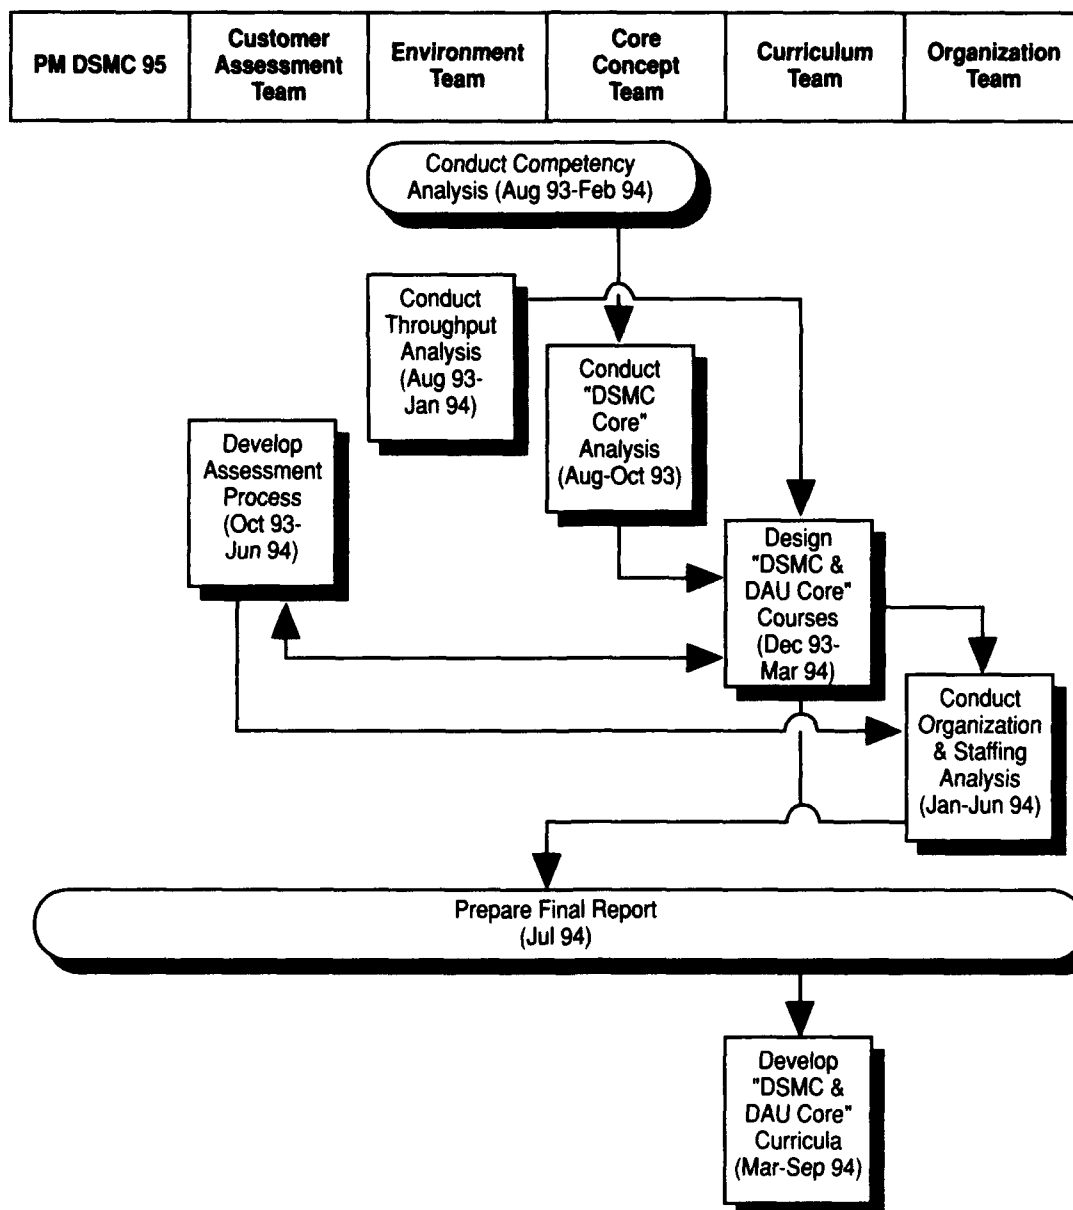 PM DSMC 95
Customer
Assessment
Team
Environment
Team
Core
Concept
Team
Curriculum
Team
Organization
Team
Conduct Competency
Analysis (Aug 93-Feb 94)
Conduct
Throughput
Analysis
(Aug 93-
Jan 94)
Conduct
"DSMC
Core"
Analysis
(Aug-Oct 93)
Develop
Assessment
Process
(Oct 93-
Jun 94)
Design
"DSMC &
DAU Core"
Courses
(Dec 93-
Mar 94)
Conduct
Organization
& Staffing
Analysis
(Jan-Jun 94)
Prepare Final Report
(Jul 94)
Develop
"DSMC &
DAU Core"
Curricula
(Mar-Sep 94)